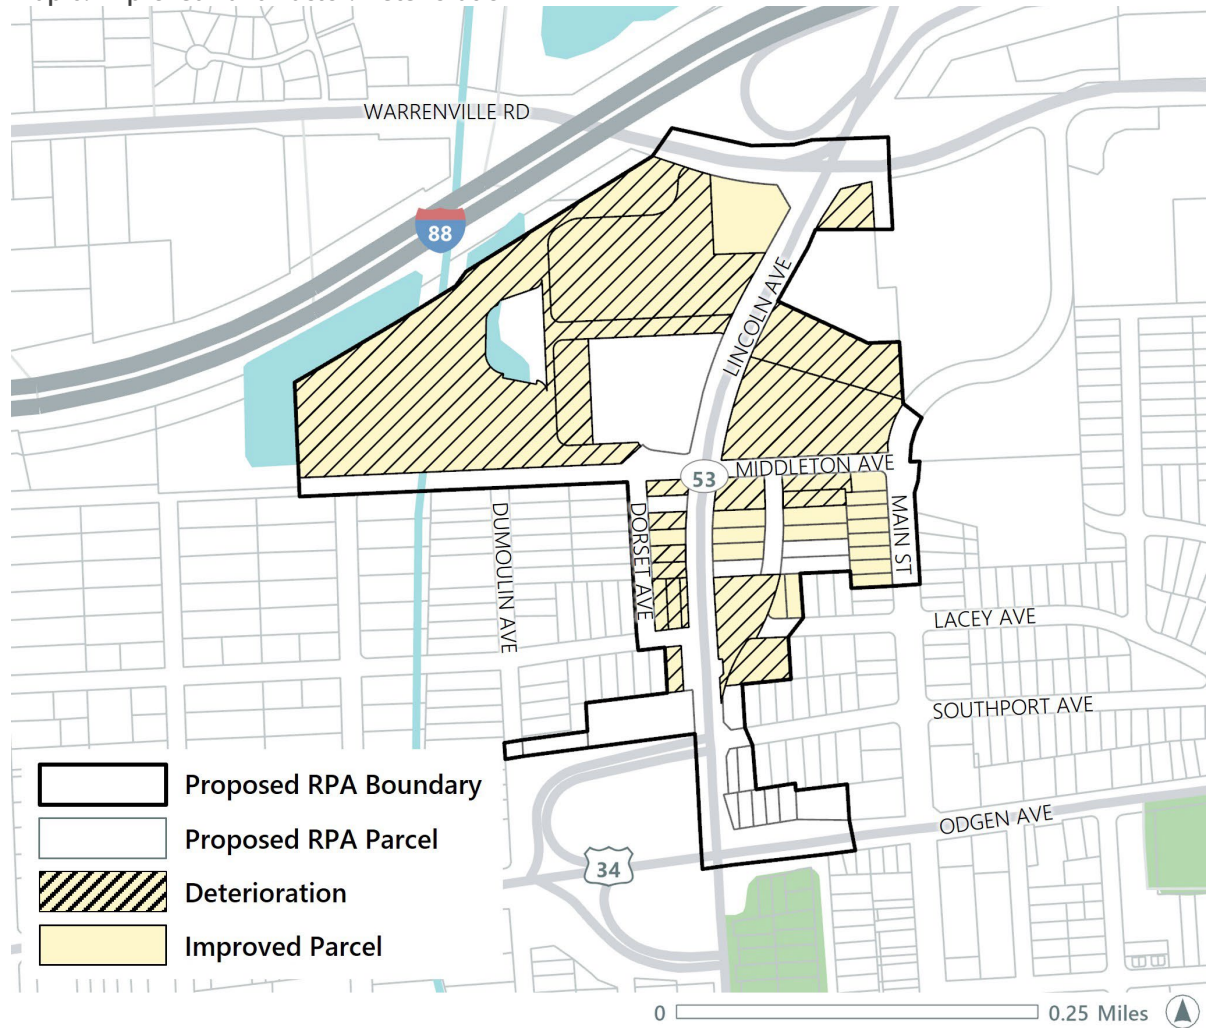 WARRENVILLE RD
88
LINCOLN AVE
53
MIDDLETON AVE
DUMOULIN AVE
DORSET AVE
MAIN ST
LACEY AVE
SOUTHPORT AVE
Proposed RPA Boundary
Proposed RPA Parcel
Deterioration
Improved Parcel
ODGEN AVE
34
0
0.25 Miles